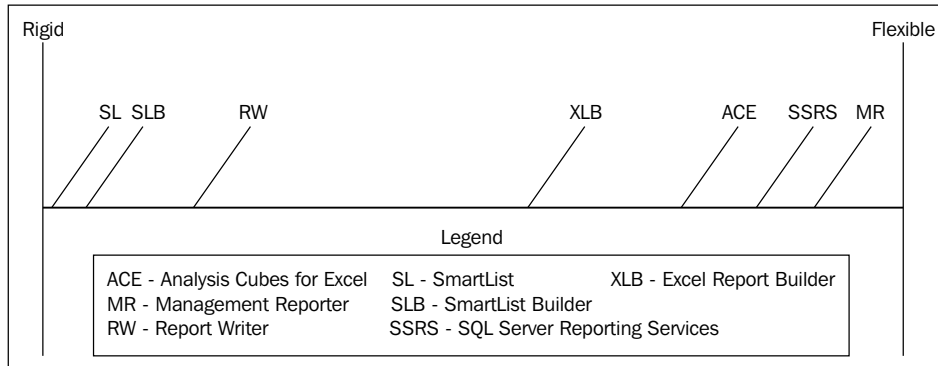 Rigid Flexible
SL SLB RW XLB ACE SSRS MR
Legend
ACE - Analysis Cubes for Excel SL - SmartList XLB - Excel Report Builder
MR - Management Reporter SLB - SmartList Builder
RW - Report Writer SSRS - SQL Server Reporting Services